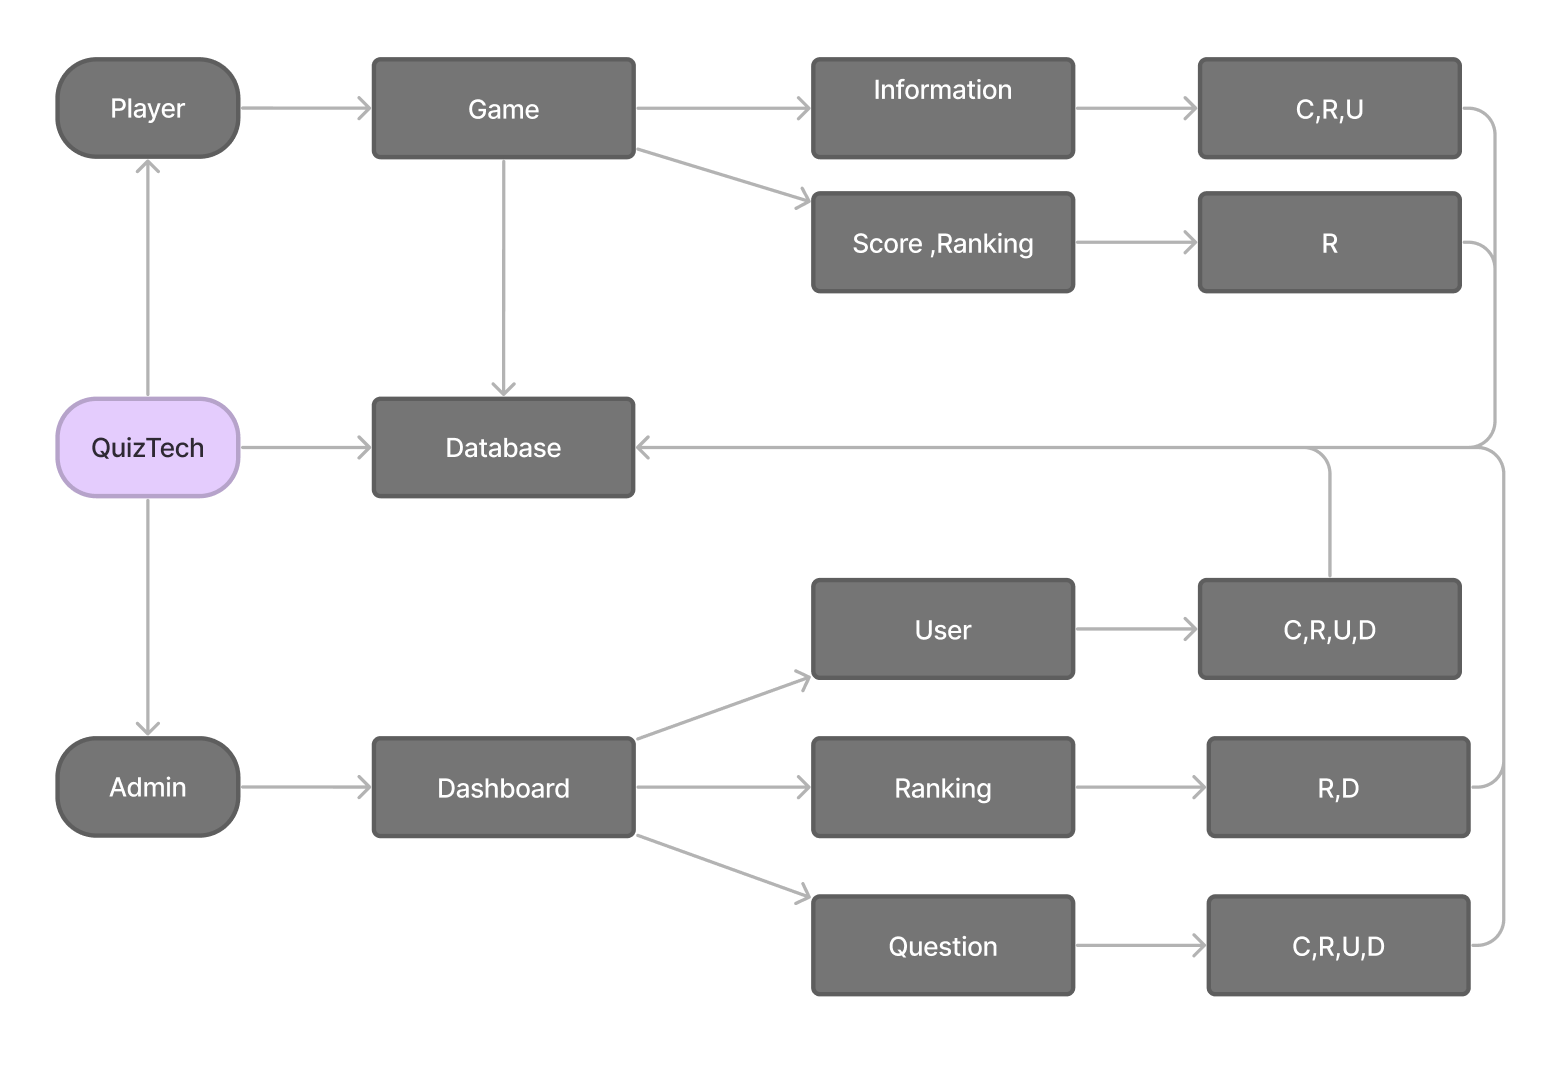 Player
Game
Information
C,R,U
Score ,Ranking
R
QuizTech
Database
User
C,R,U,D
Admin
Dashboard
Ranking
R,D
Question
C,R,U,D